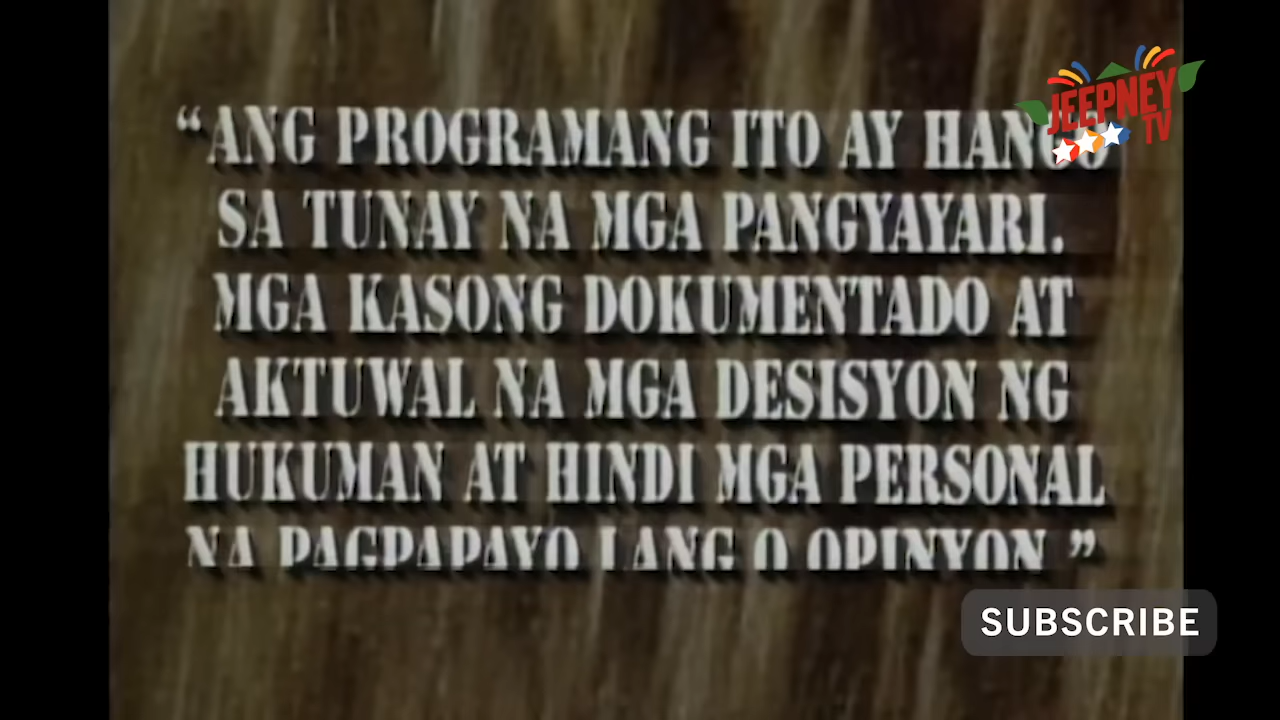 “ANG PROGRAMANG ITO AY HANGO
SA TUNAY NA MGA PANGYAYARI.
MGA KASONG DOKUMENTADO AT
AKTUWAL NA MGA DESISYON NG
HUKUMAN AT HINDI MGA PERSONAL
NA PAGPAPAYO LANG O OPINYON.”
JEEPNEY
TV
SUBSCRIBE